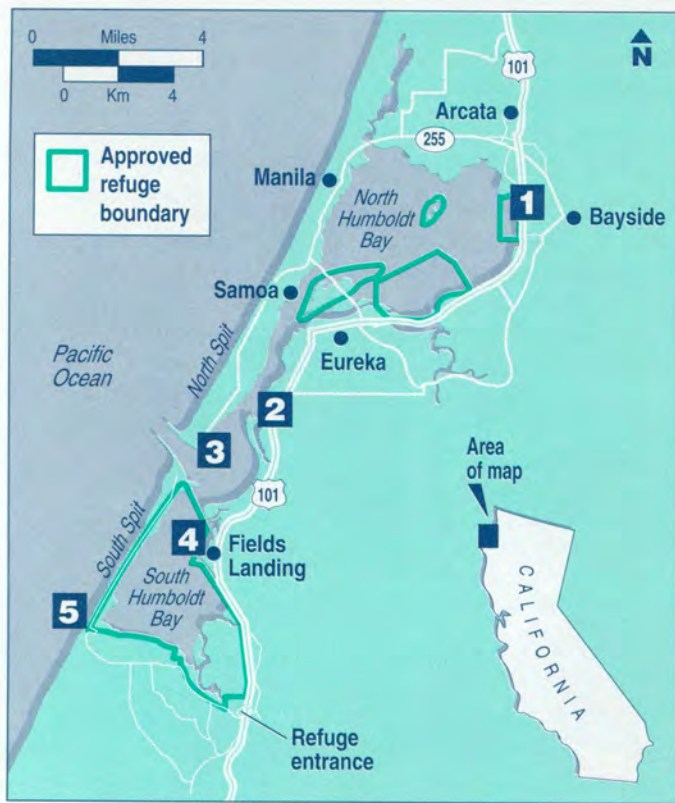 0 Miles 4
0 Km 4
N
101
Arcata
255
Approved
refuge
boundary
Manila
North
Humboldt
Bay
1
Bayside
Samoa
Pacific
Ocean
North Spit
Eureka
2
3
Area
of map
101
South Spit
4
Fields
Landing
South
Humboldt
Bay
5
CALIFORNIA
Refuge
entrance